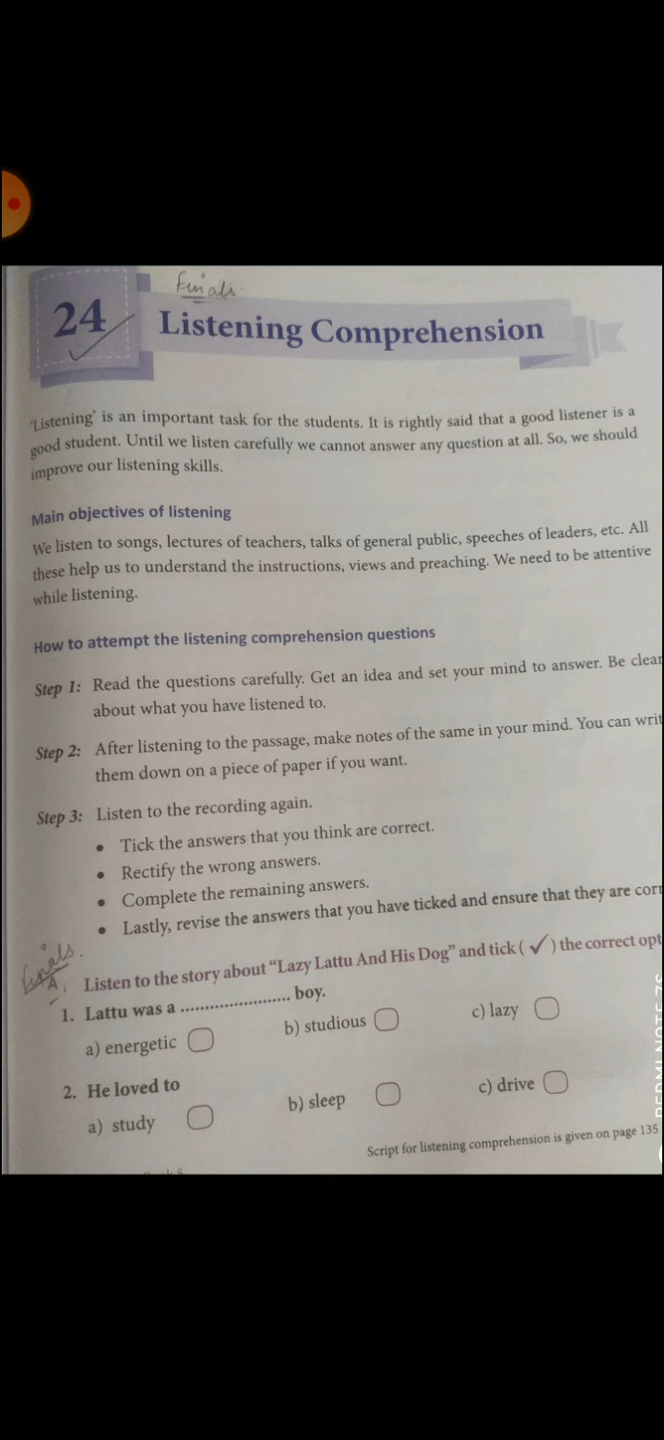 Finals.
24
Listening Comprehension
'Listening' is an important task for the students. It is rightly said that a good listener is a
good student. Until we listen carefully we cannot answer any question at all. So, we should
improve our listening skills.
Main objectives of listening
We listen to songs, lectures of teachers, talks of general public, speeches of leaders, etc. All
these help us to understand the instructions, views and preaching. We need to be attentive
while listening.
How to attempt the listening comprehension questions
Step 1: Read the questions carefully. Get an idea and set your mind to answer. Be clear
about what you have listened to.
Step 2: After listening to the passage, make notes of the same in your mind. You can writ
them down on a piece of paper if you want.
Step 3: Listen to the recording again.
• Tick the answers that you think are correct.
• Rectify the wrong answers.
• Complete the remaining answers.
• Lastly, revise the answers that you have ticked and ensure that they are corr
Finals.
A. Listen to the story about "Lazy Lattu And His Dog" and tick ( ✓ ) the correct opt
1. Lattu was a ...................... boy.
a) energetic b) studious c) lazy
2. He loved to
a) study b) sleep c) drive
Script for listening comprehension is given on page 135